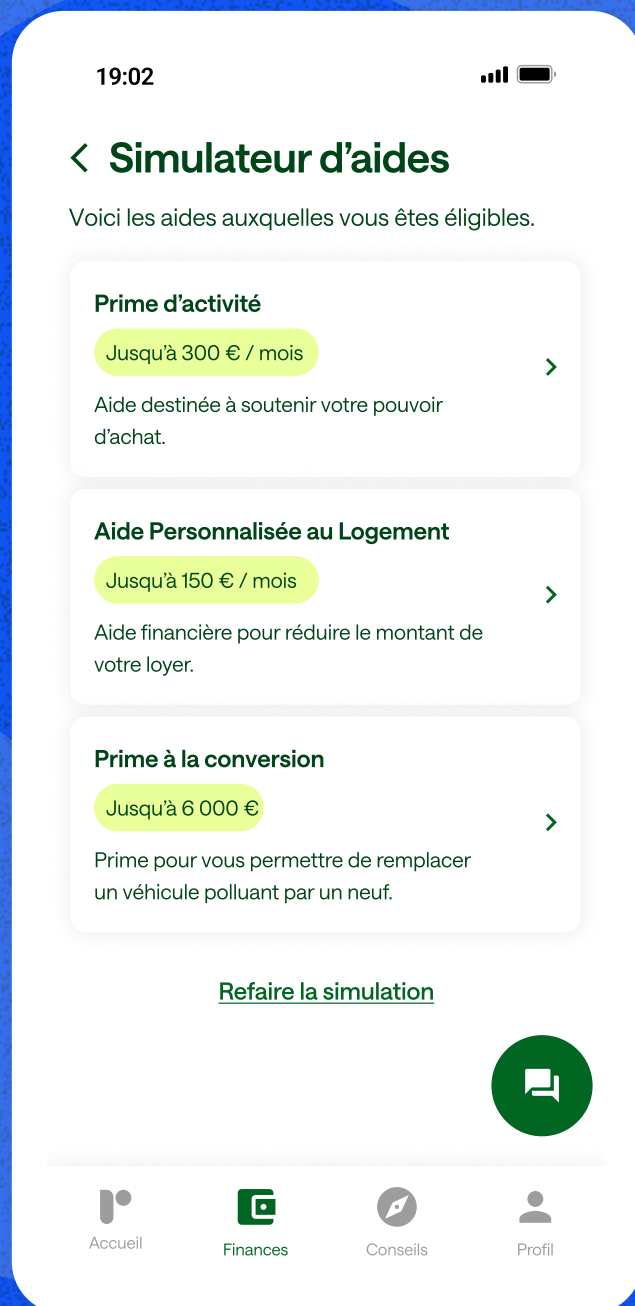 19:02
Simulateur d’aides
Voici les aides auxquelles vous êtes éligibles.
Prime d’activité
Jusqu’à 300 € / mois
Aide destinée à soutenir votre pouvoir
d’achat.
Aide Personnalisée au Logement
Jusqu’à 150 € / mois
Aide financière pour réduire le montant de
votre loyer.
Prime à la conversion
Jusqu’à 6 000 €
Prime pour vous permettre de remplacer
un véhicule polluant par un neuf.
Refaire la simulation
Accueil
Finances
Conseils
Profil